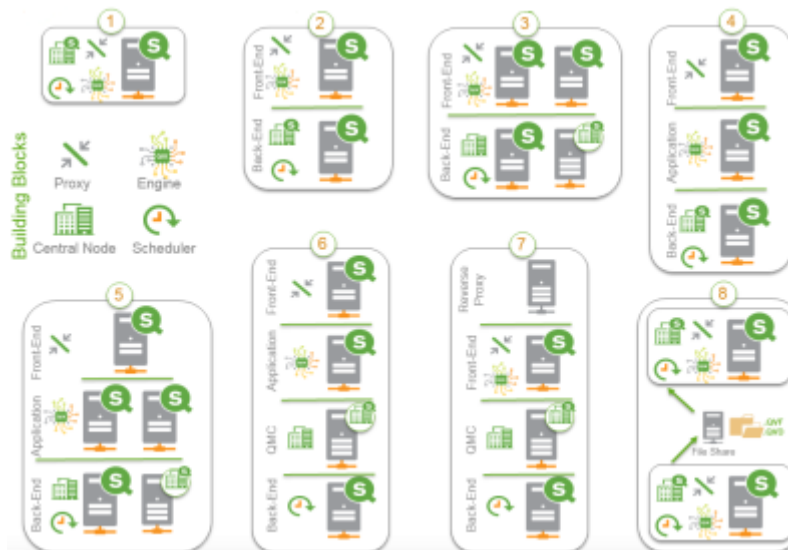 1
2
3
4
Front-End
Back-End
Front-End
Back-End
Front-End
Application
Back-End
Building Blocks
Proxy
Engine
Central Node
Scheduler
5
6
7
8
Front-End
Application
Back-End
Front-End
Application
QMC
Back-End
Reverse
Proxy
Front-End
QMC
Back-End
File Share
.QVF
.QVD